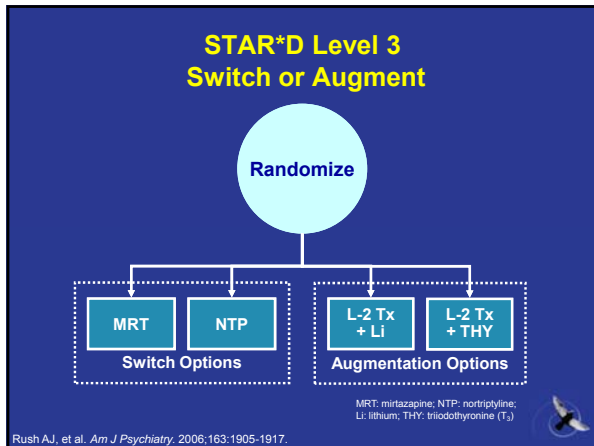 STAR*D Level 3
Switch or Augment
Randomize
MRT
NTP
Switch Options
L-2 Tx
+ Li
L-2 Tx
+ THY
Augmentation Options
MRT: mirtazapine; NTP: nortriptyline;
Li: lithium; THY: triiodothyronine (T₃)
Rush AJ, et al. Am J Psychiatry. 2006;163:1905-1917.